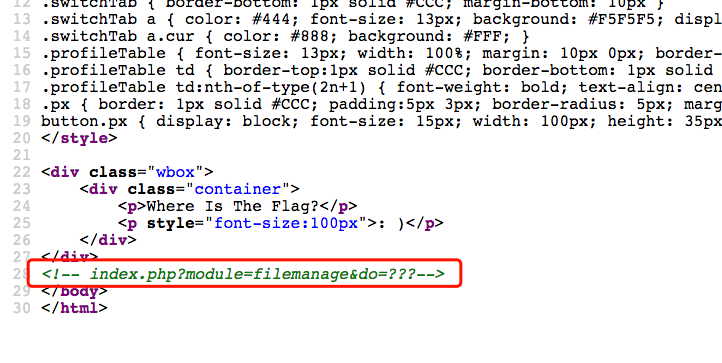 12 .switchTab { border-bottom: 1px solid #CCC; margin-bottom: 10px }
13 .switchTab a { color: #444; font-size: 13px; background: #F5F5F5; displ
14 .switchTab a.cur { color: #888; background: #FFF; }
15 .profileTable { font-size: 13px; width: 100%; margin: 10px 0px; border-
16 .profileTable td { border-top:1px solid #CCC; border-bottom: 1px solid
17 .profileTable td:nth-of-type(2n+1) { font-weight: bold; text-align: cen
18 .px { border: 1px solid #CCC; padding:5px 3px; border-radius: 5px; marg
19 button.px { display: block; font-size: 15px; width: 100px; height: 35px
20 </style>
21
22 <div class="wbox">
23 <div class="container">
24 <p>Where Is The Flag?</p>
25 <p style="font-size:100px">: )</p>
26 </div>
27 </div>
28 <!-- index.php?module=filemanage&do=???-->
29 </body>
30 </html>